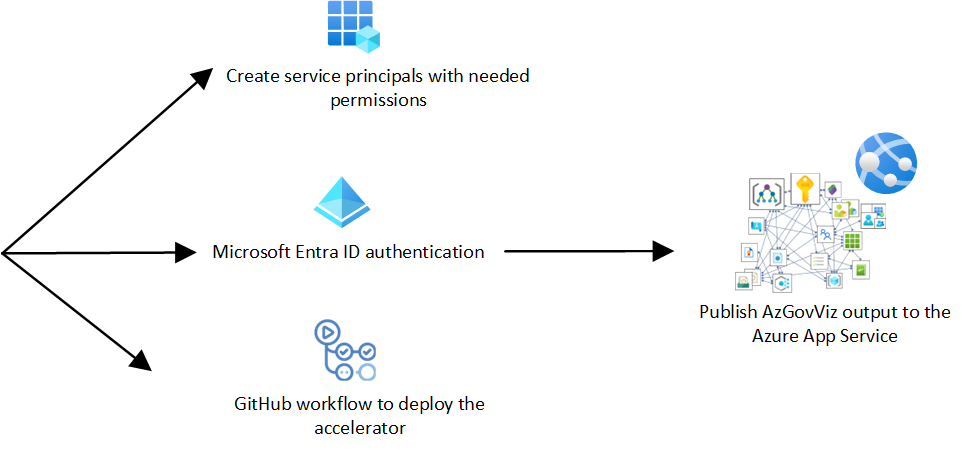 Create service principals with needed
permissions
Microsoft Entra ID authentication
Publish AzGovViz output to the
Azure App Service
GitHub workflow to deploy the
accelerator